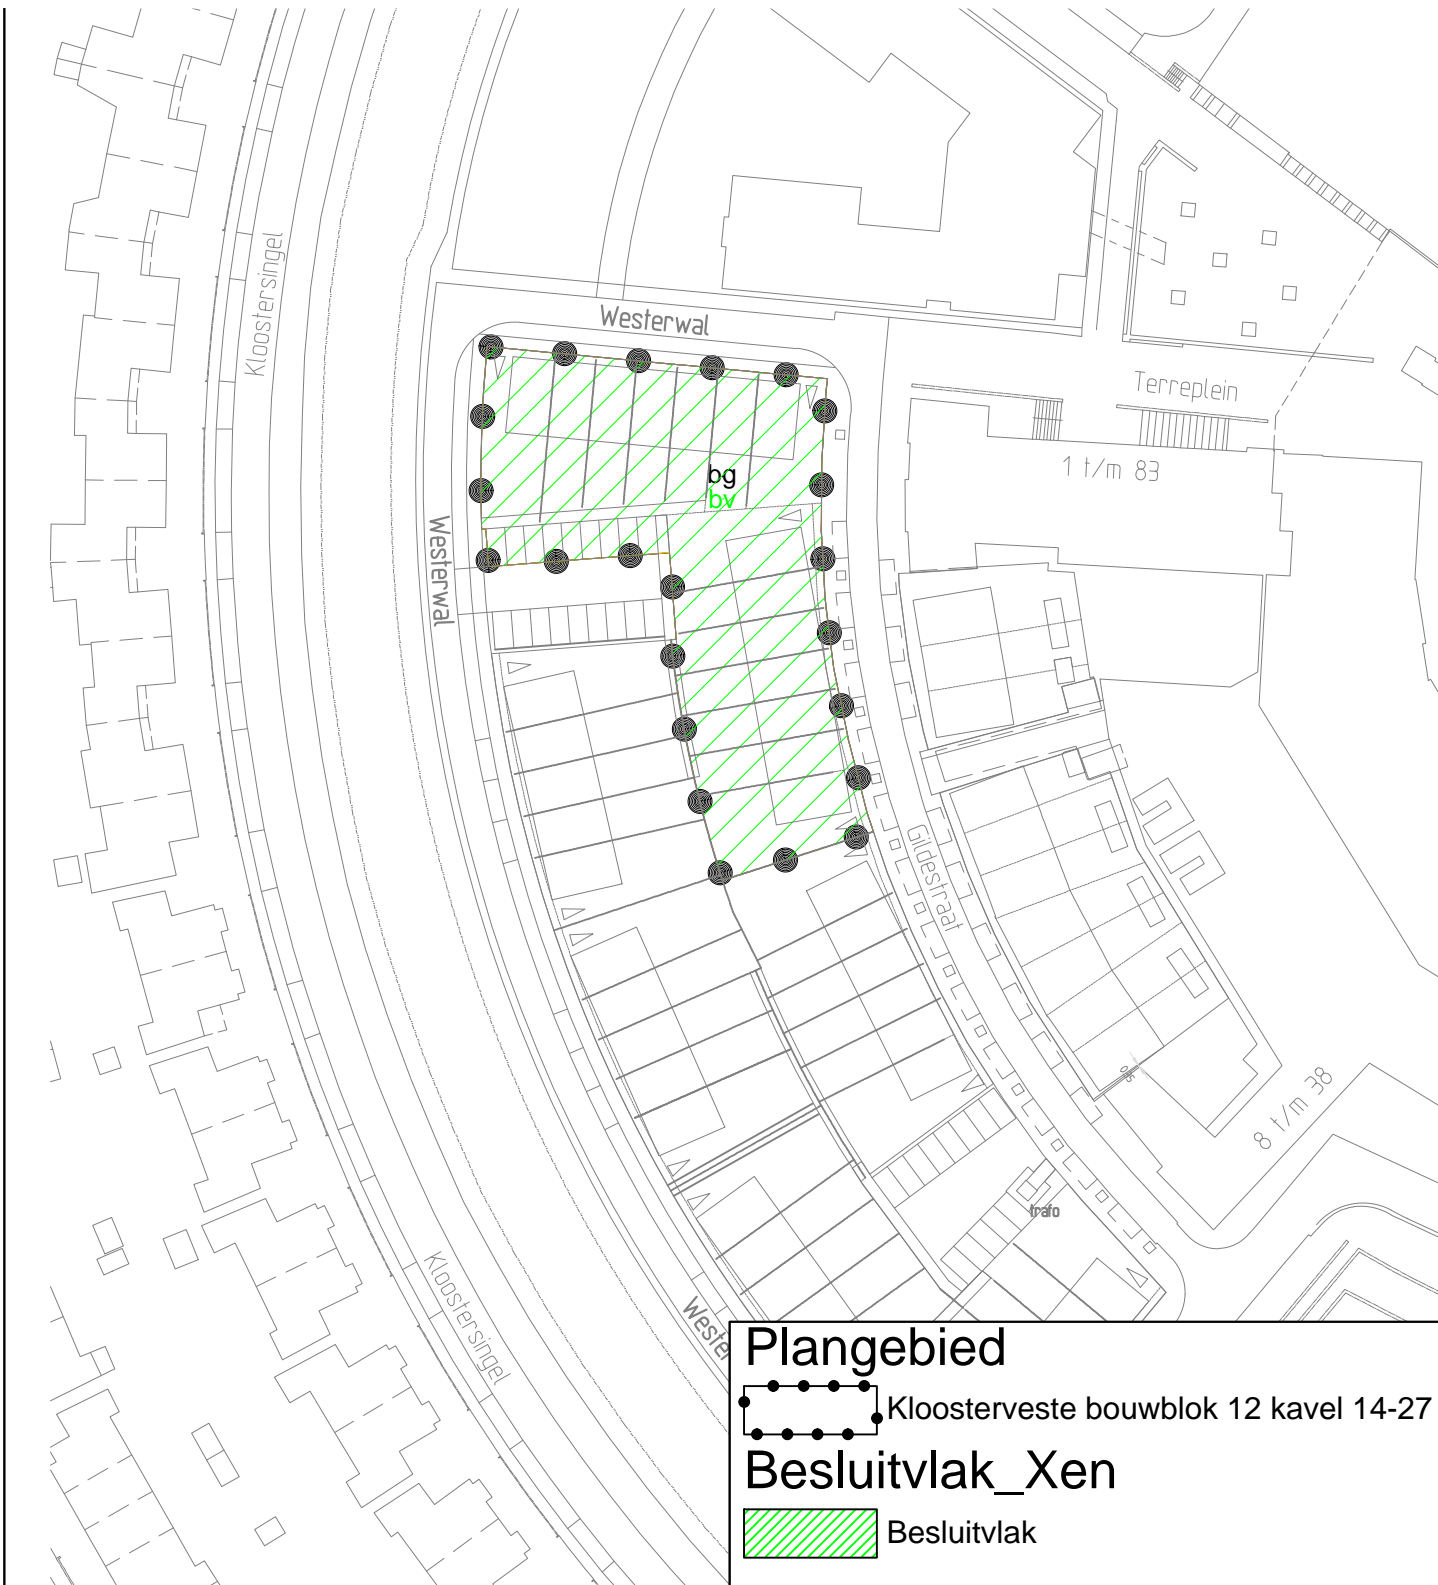 Kloostersingel
Westerwal
Terreplein
1 t/m 83
bg
bv
Westerwal
Gildestraat
8 t/m 38
trafo
Kloostersingel
Wester
Plangebied
Kloosterveste bouwblok 12 kavel 14-27
Besluitvlak_Xen
Besluitvlak